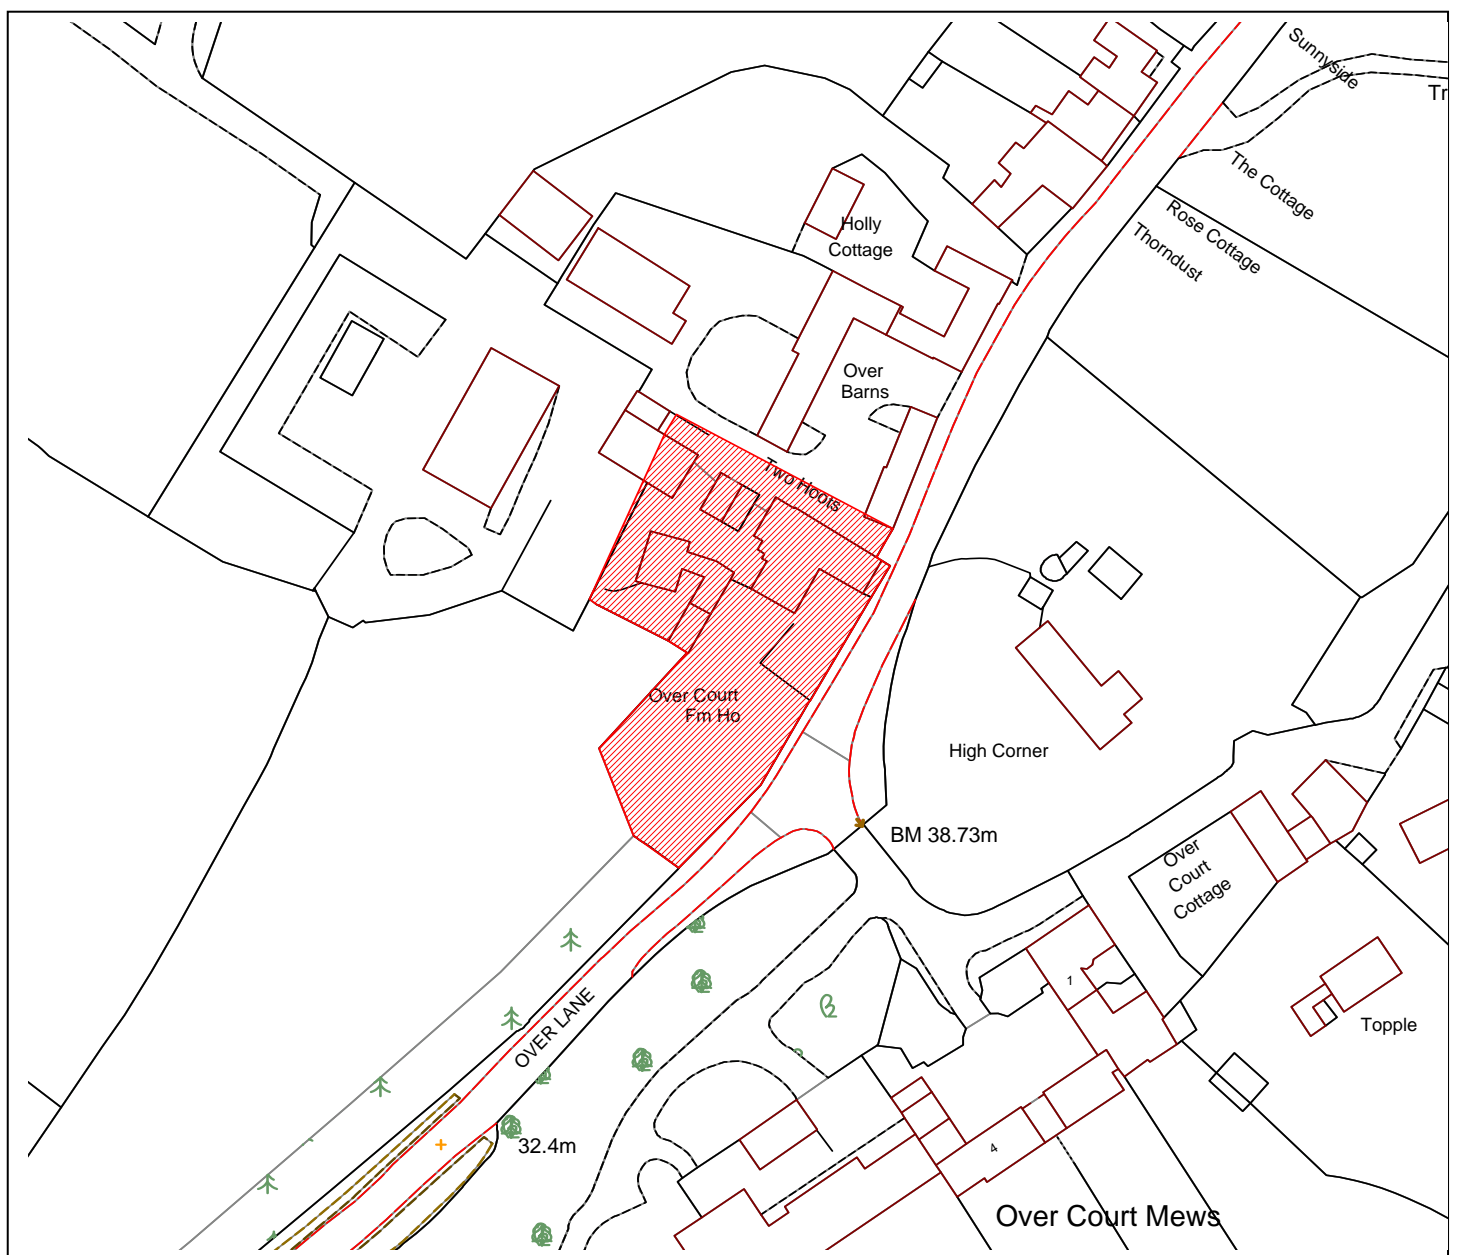 Sunnyside
Tr
The Cottage
Rose Cottage
Thorndust
Holly
Cottage
Over
Barns
Two Hoots
Over Court
Fm Ho
High Corner
BM 38.73m
Over
Court
Cottage
1
Topple
OVER LANE
32.4m
4
Over Court Mews